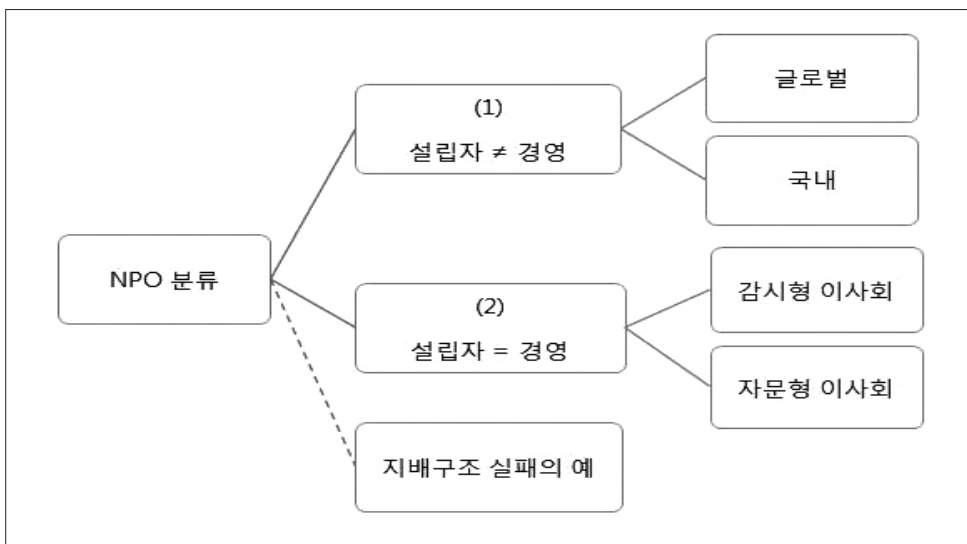 글로벌
(1)
설립자 ≠ 경영
국내
NPO 분류
감시형 이사회
(2)
설립자 = 경영
자문형 이사회
지배구조 실패의 예